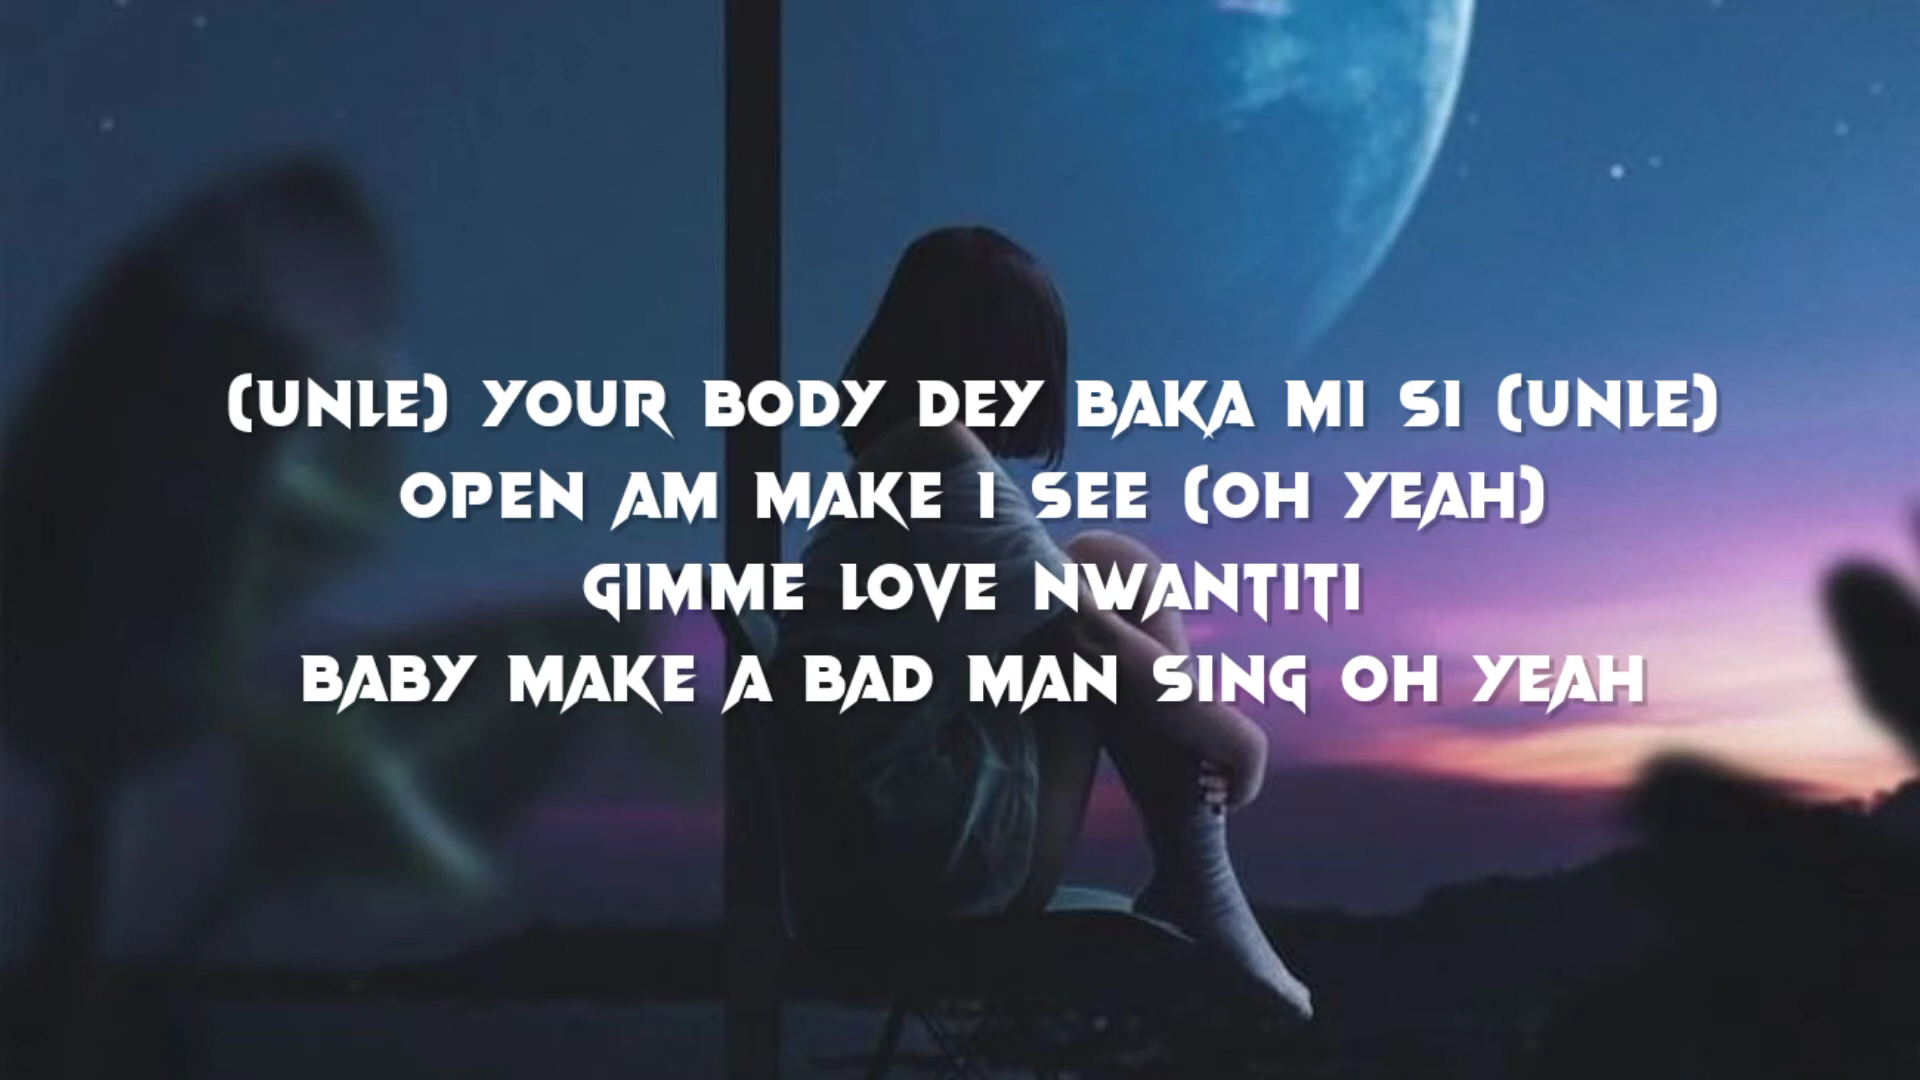 (UNLE) YOUR BODY DEY BAKA MI SI (UNLE)
OPEN AM MAKE I SEE (OH YEAH)
GIMME LOVE NWANTITI
BABY MAKE A BAD MAN SING OH YEAH